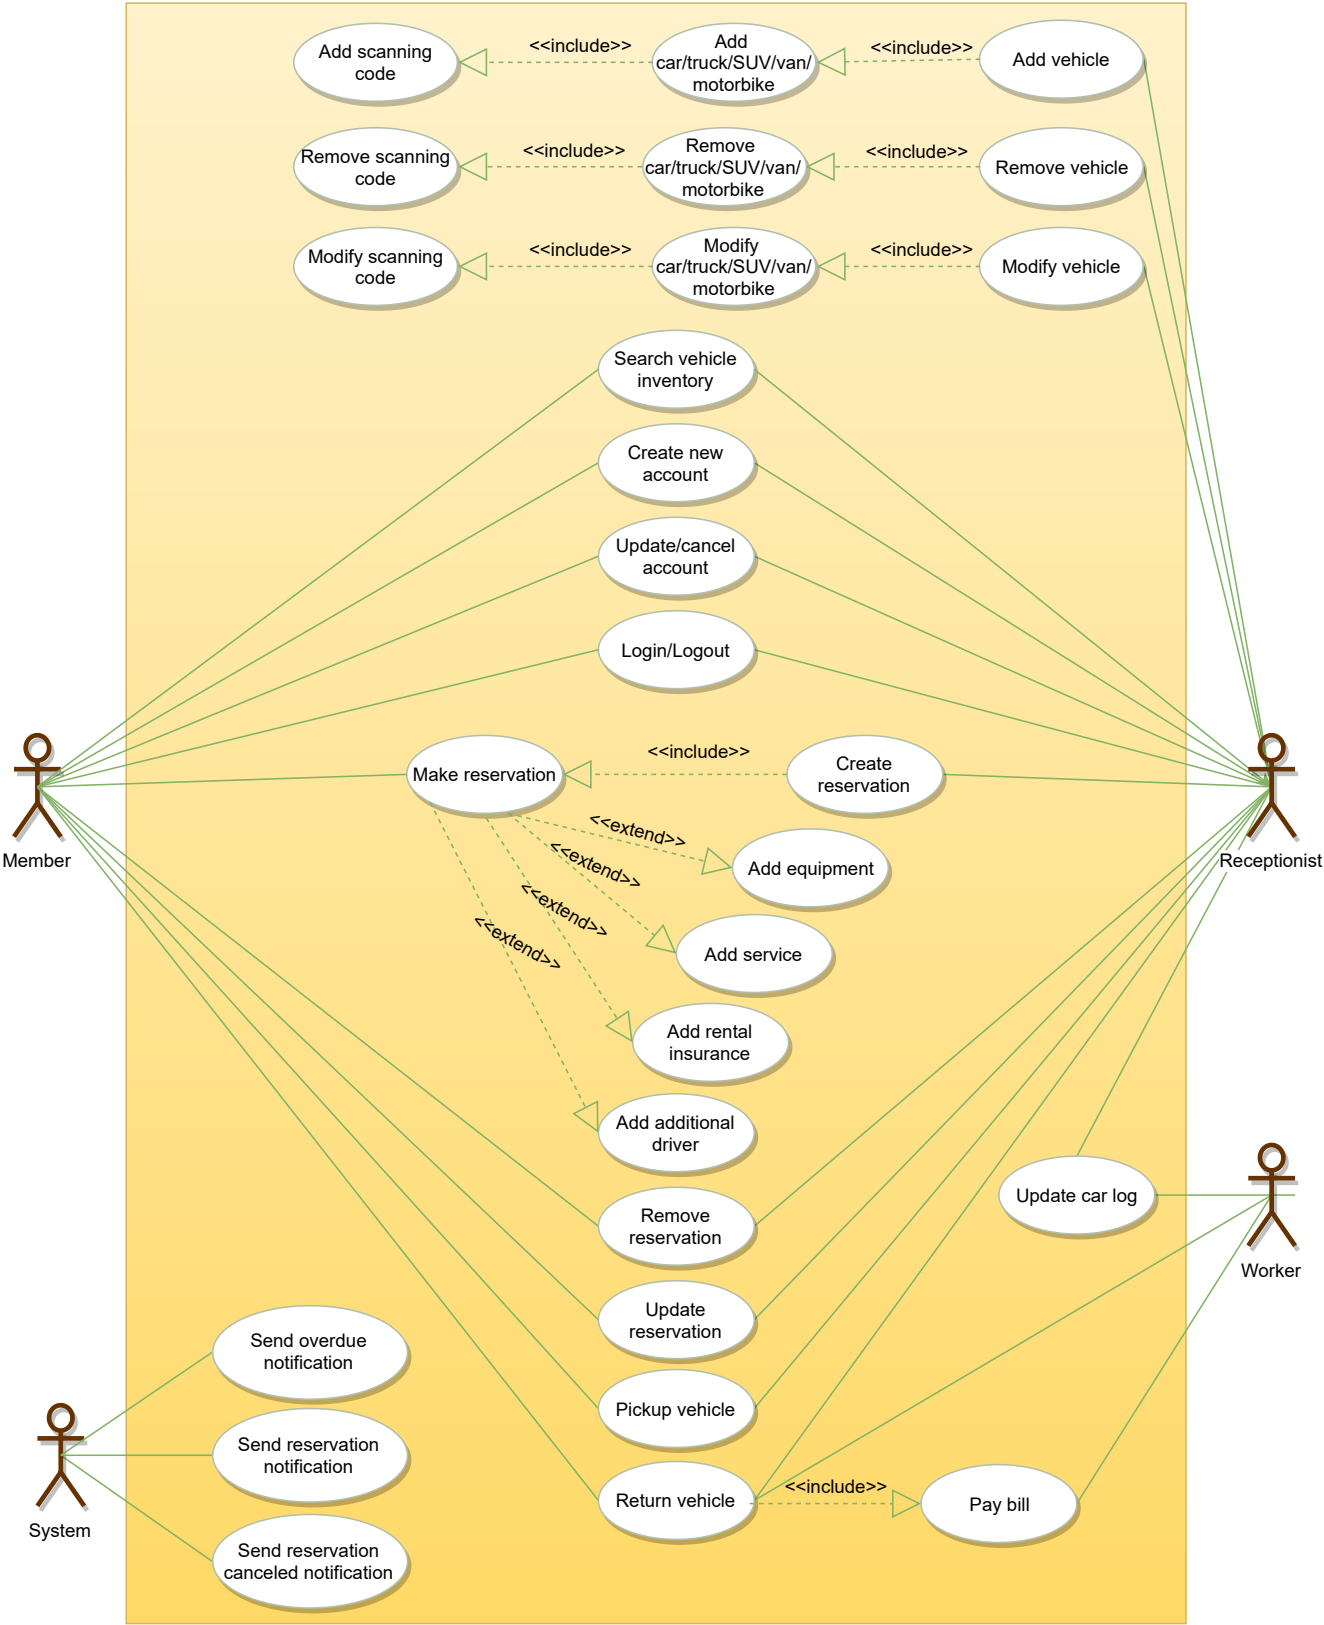 Add scanning
code
<<include>>
Add
car/truck/SUV/van/
motorbike
<<include>>
Add vehicle
Remove scanning
code
<<include>>
Remove
car/truck/SUV/van/
motorbike
<<include>>
Remove vehicle
Modify scanning
code
<<include>>
Modify
car/truck/SUV/van/
motorbike
<<include>>
Modify vehicle
Search vehicle
inventory
Create new
account
Update/cancel
account
Login/Logout
Member
Make reservation
<<include>>
Create
reservation
Receptionist
<<extend>>
Add equipment
<<extend>>
Add service
<<extend>>
Add rental
insurance
<<extend>>
Add additional
driver
Remove
reservation
Update car log
Worker
Update
reservation
Pickup vehicle
Return vehicle
<<include>>
Pay bill
Send overdue
notification
Send reservation
notification
System
Send reservation
canceled notification